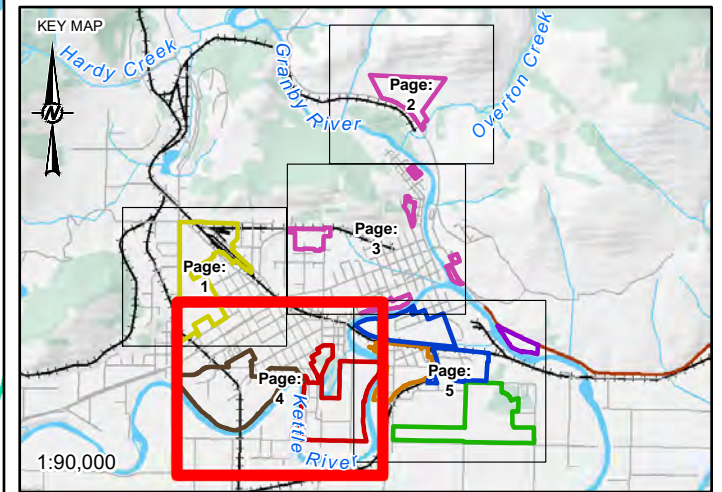 KEY MAP
Hardy Creek
N
Granby River
Overton Creek
Page:
2
Page:
3
Page:
1
Page:
4
Page:
5
Kettle River
1:90,000